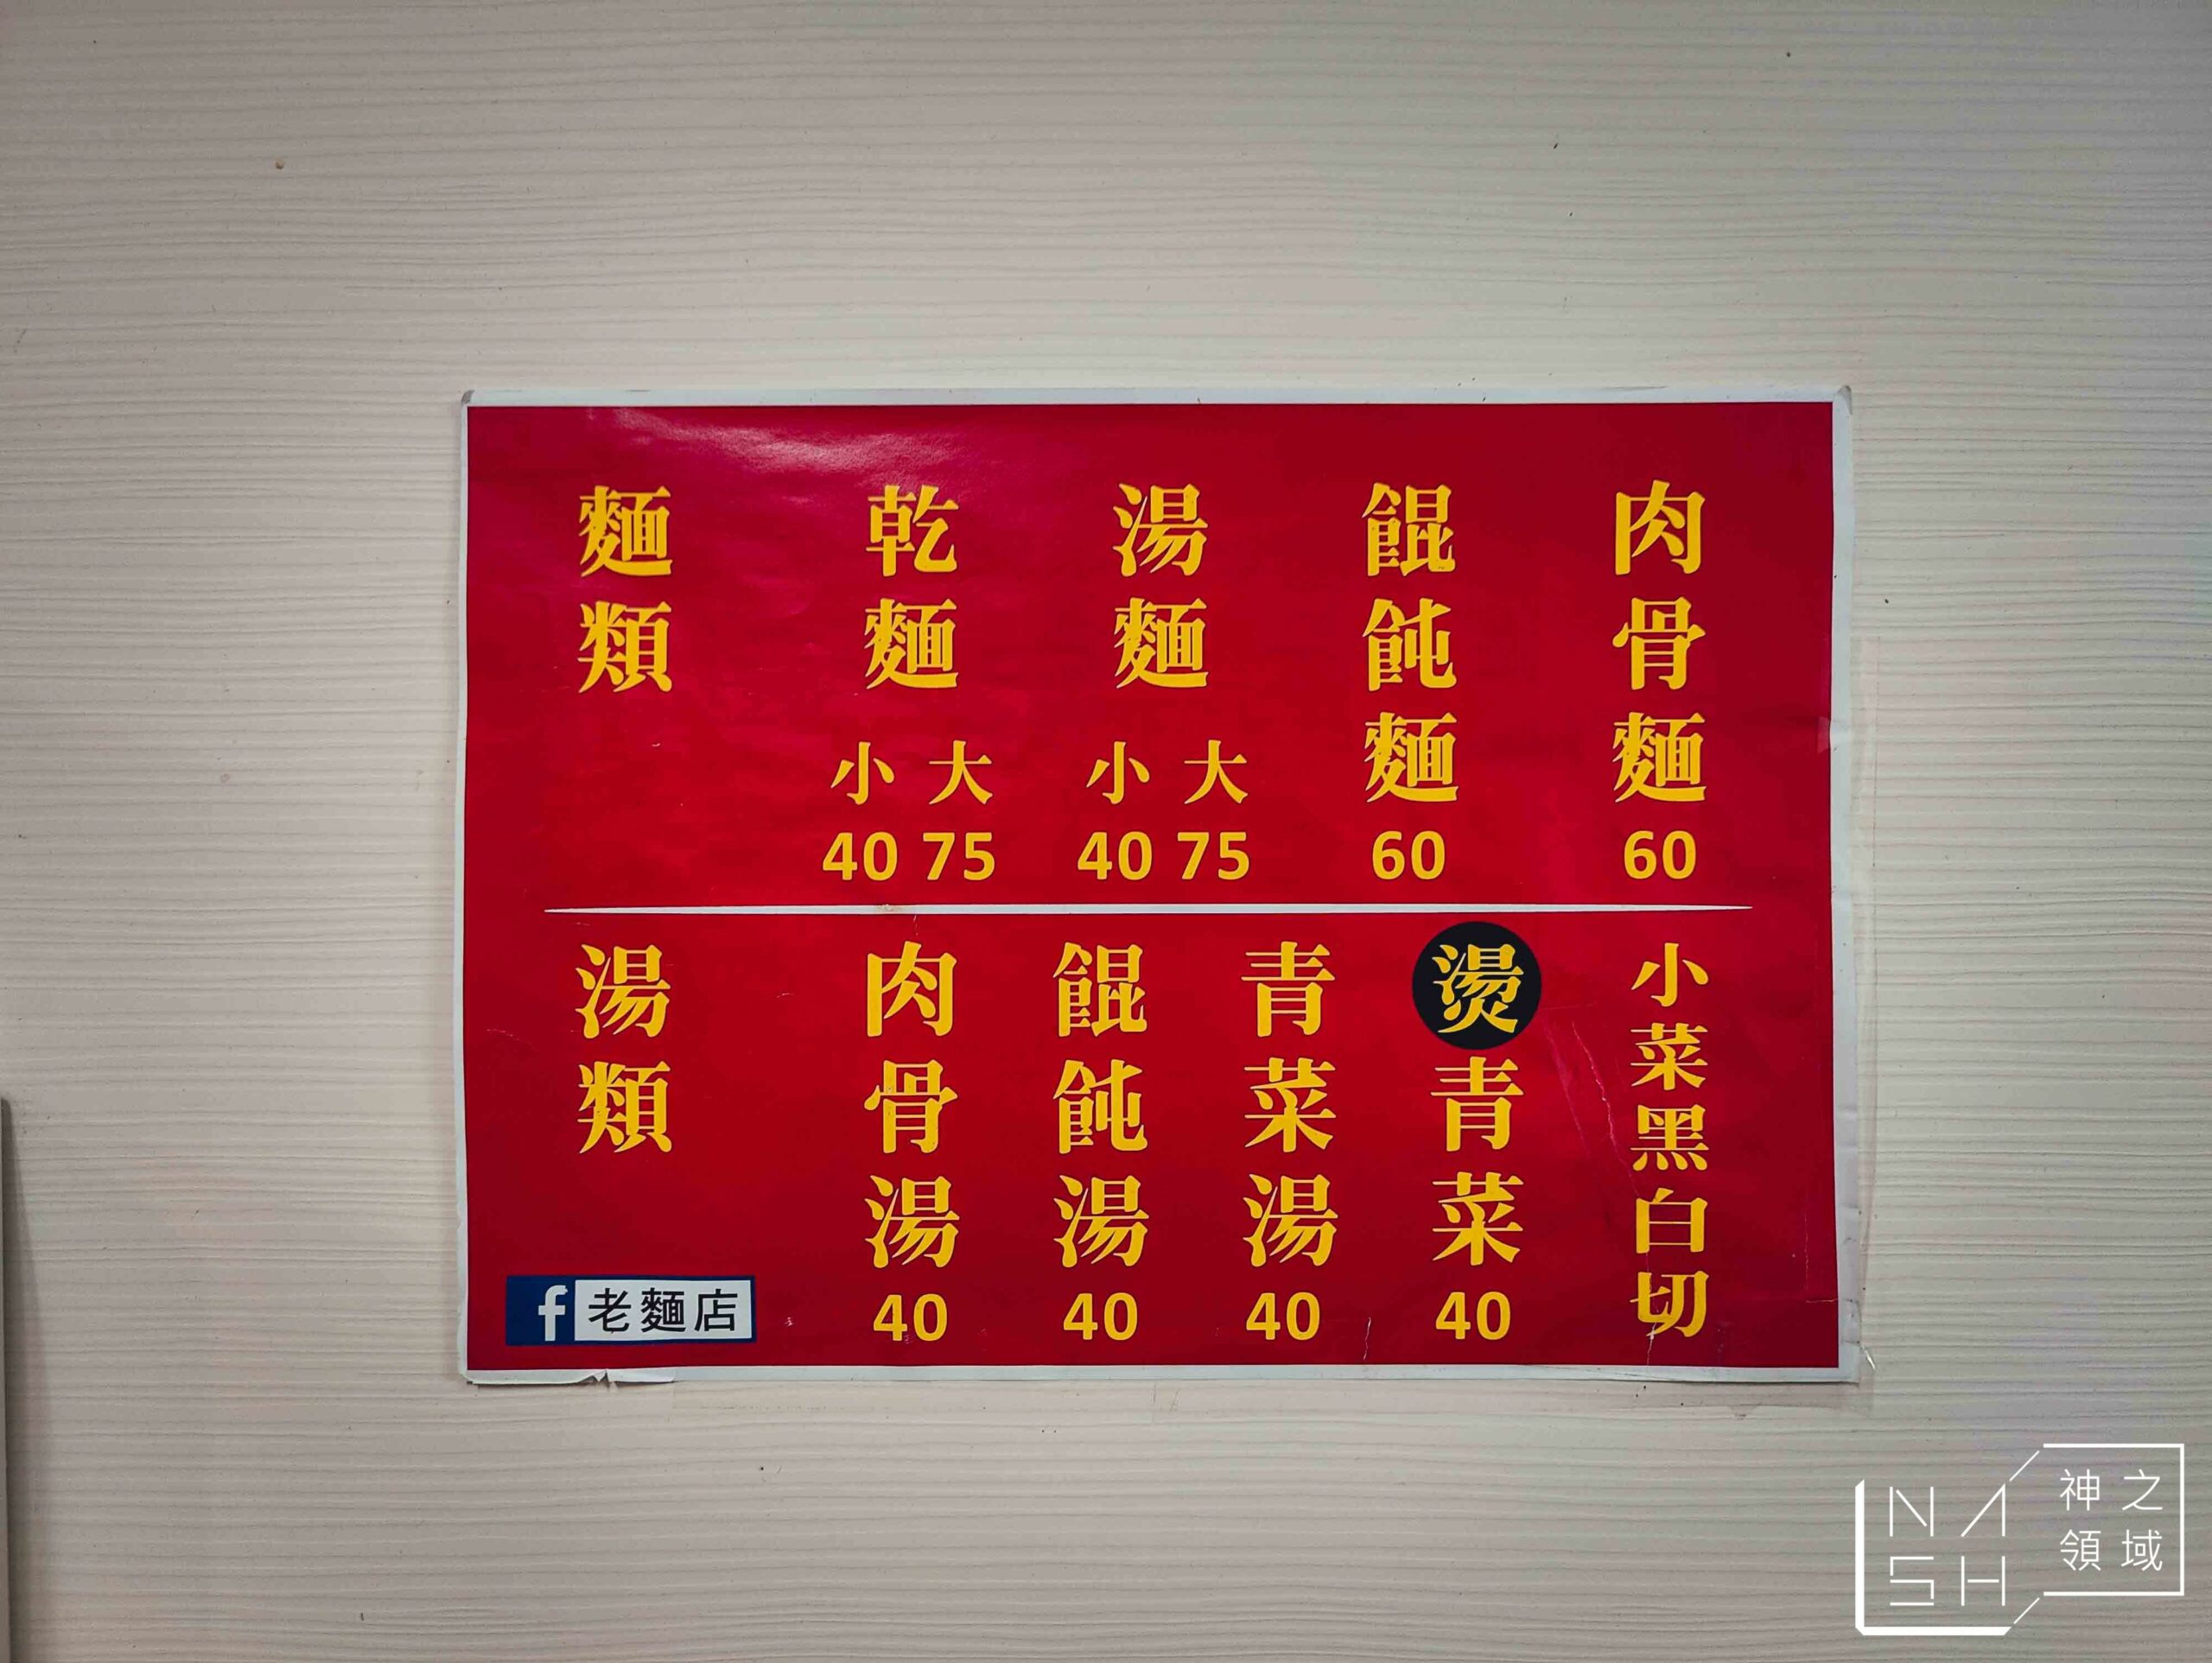 麵類
乾麵
小 大
40 75
湯麵
小 大
40 75
餛飩麵
60
肉骨麵
60
湯類
肉骨湯
40
餛飩湯
40
青菜湯
40
燙青菜
40
小菜黑白切
f 老麵店
NASH
神之領域